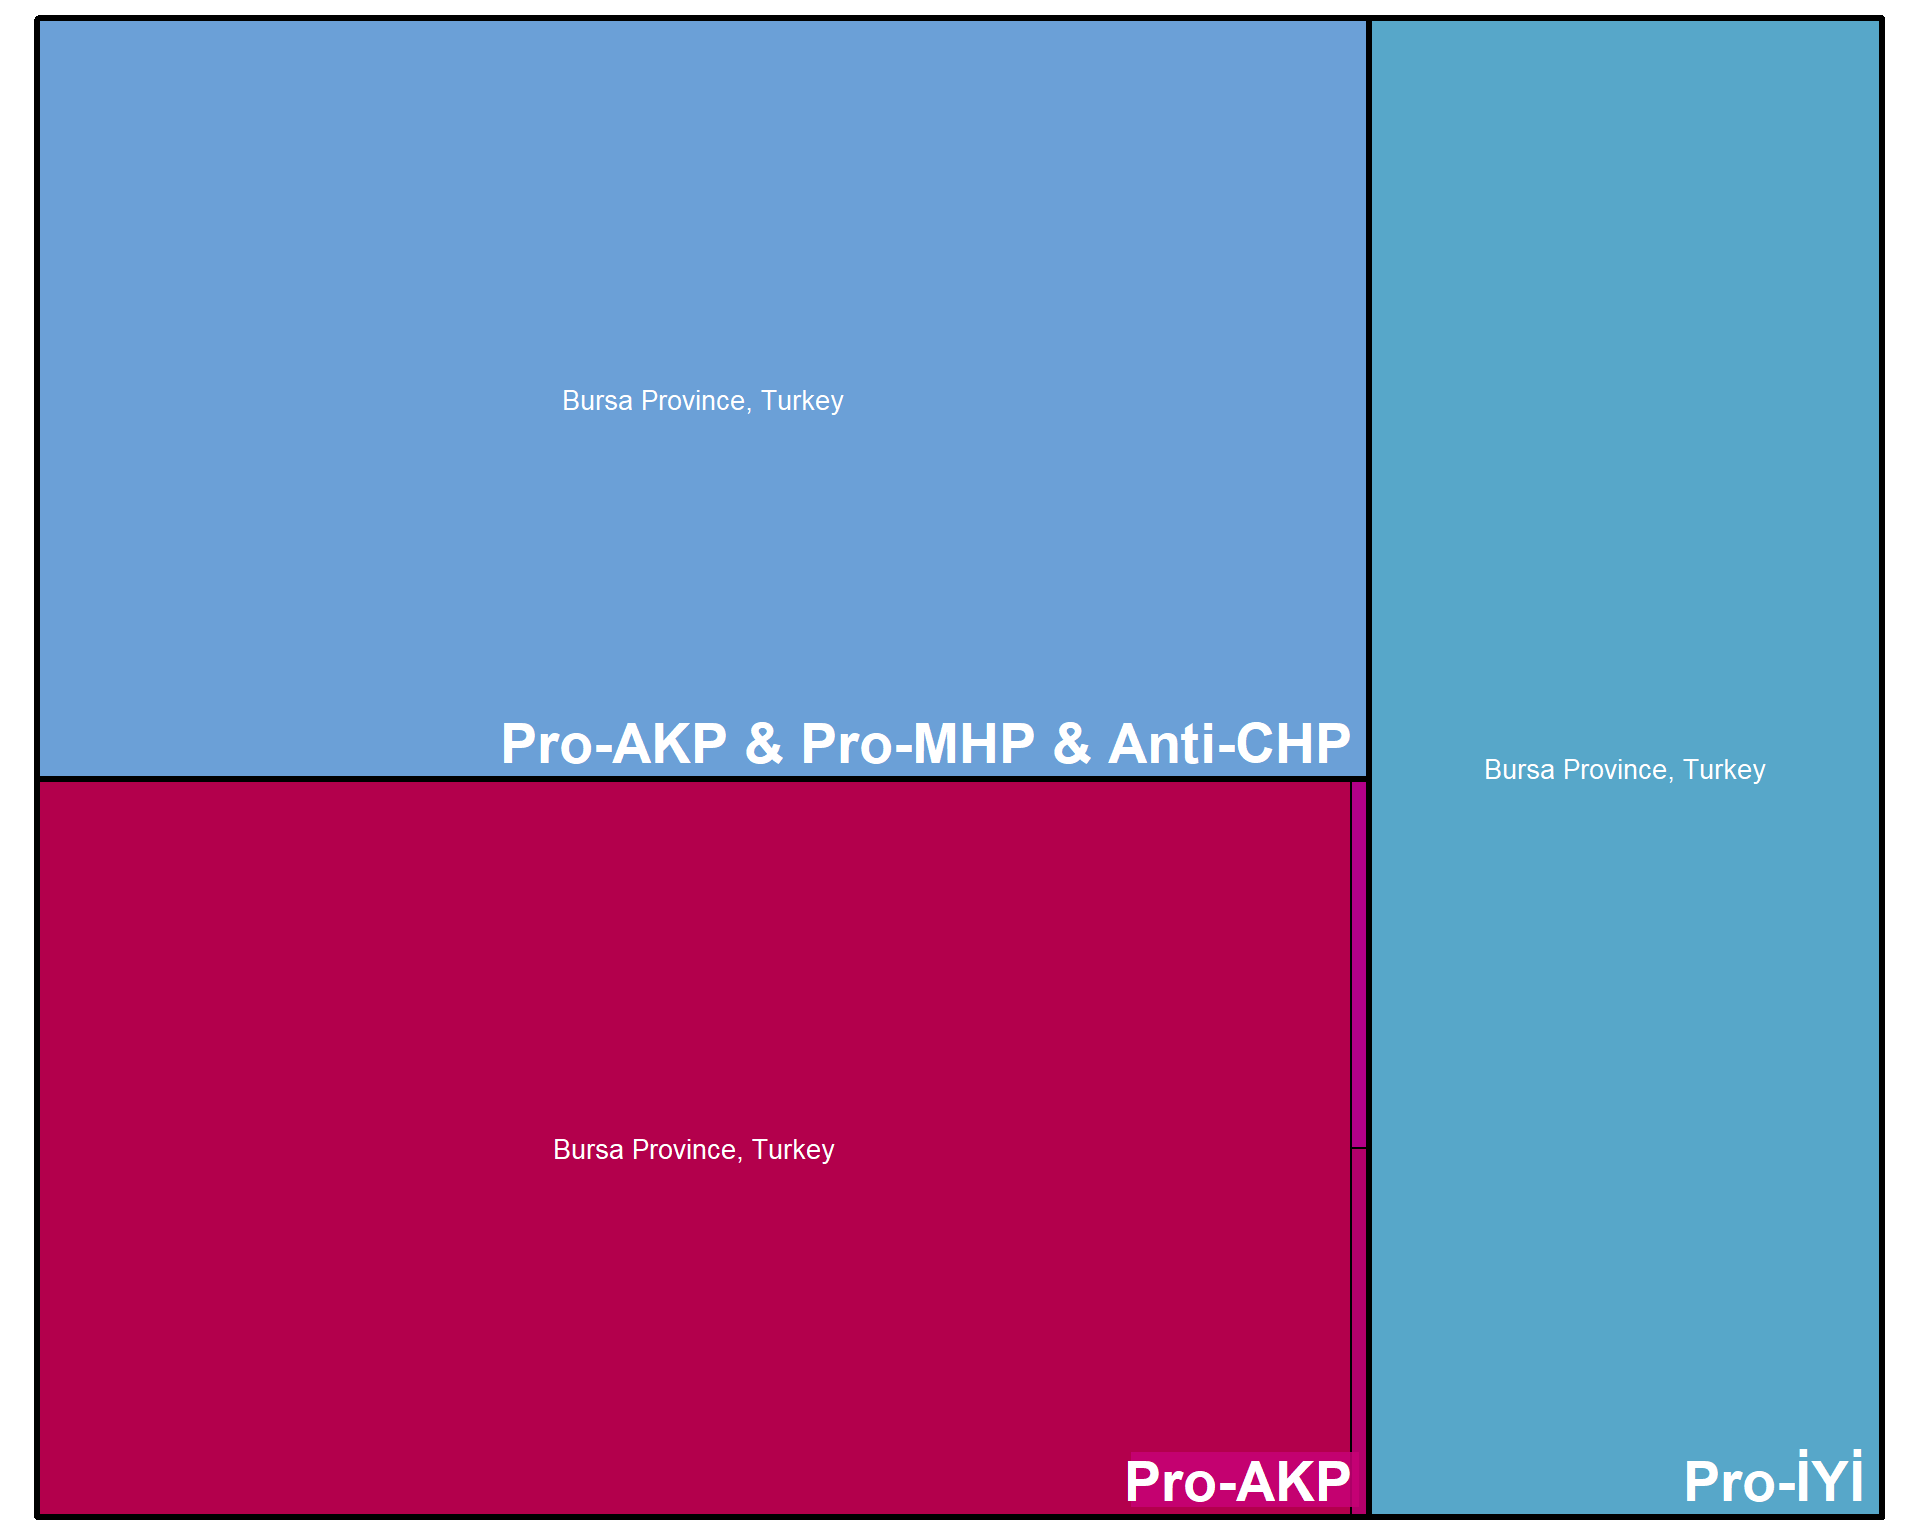 Bursa Province, Turkey
Pro-AKP & Pro-MHP & Anti-CHP
Bursa Province, Turkey
Pro-AKP
Bursa Province, Turkey
Pro-İYİ